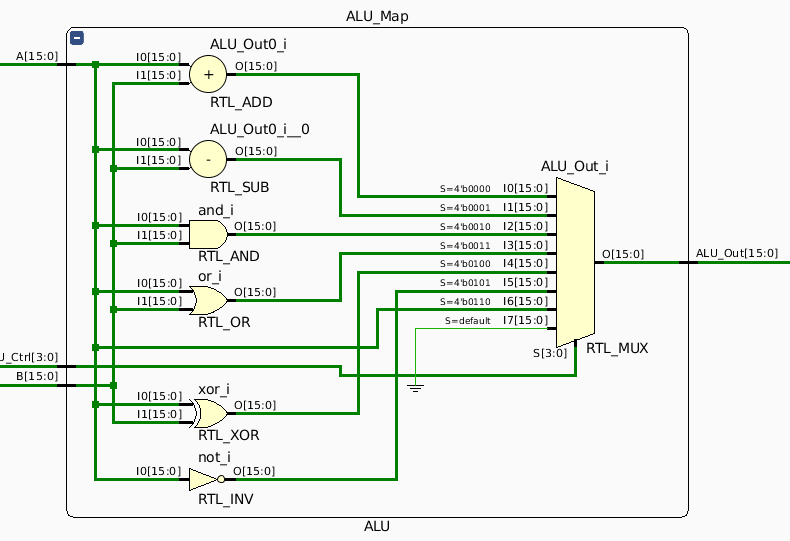 ALU_Map
A[15:0]
ALU_Out0_i
I0[15:0]
I1[15:0]
+
O[15:0]
RTL_ADD
ALU_Out0_i__0
I0[15:0]
I1[15:0]
-
O[15:0]
RTL_SUB
and_i
I0[15:0]
I1[15:0]
O[15:0]
RTL_AND
or_i
I0[15:0]
I1[15:0]
O[15:0]
RTL_OR
U_Ctrl[3:0]
B[15:0]
xor_i
I0[15:0]
I1[15:0]
O[15:0]
RTL_XOR
not_i
I0[15:0]
O[15:0]
RTL_INV
ALU_Out_i
S=4'b0000 I0[15:0]
S=4'b0001 I1[15:0]
S=4'b0010 I2[15:0]
S=4'b0011 I3[15:0]
S=4'b0100 I4[15:0]
S=4'b0101 I5[15:0]
S=4'b0110 I6[15:0]
S=default I7[15:0]
S[3:0]
O[15:0]
RTL_MUX
ALU_Out[15:0]
ALU